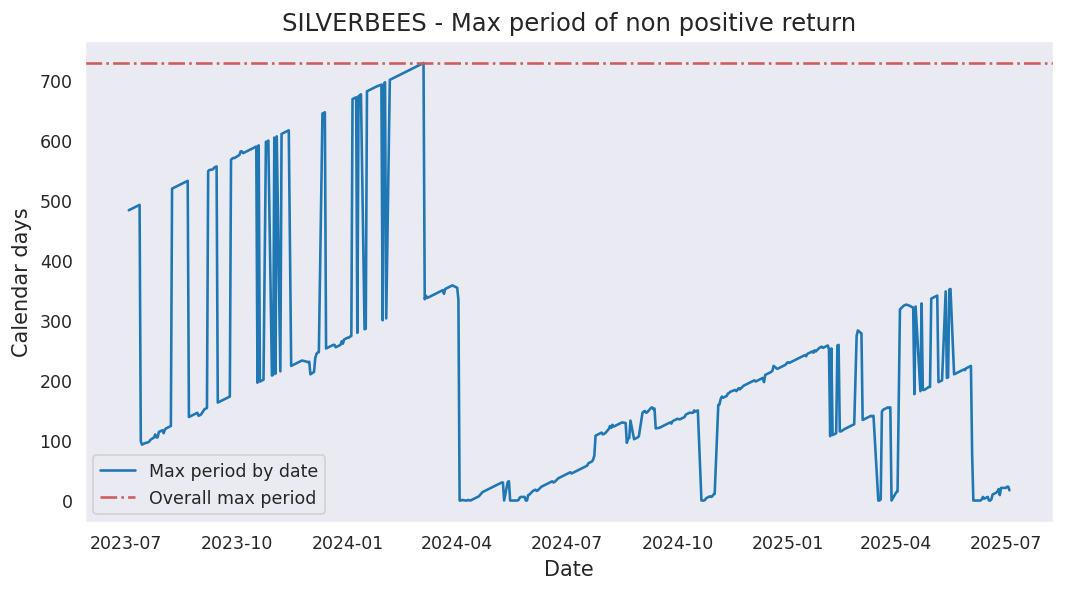 SILVERBEES - Max period of non positive return
Calendar days
700
600
500
400
300
200
100
0
Max period by date
Overall max period
2023-07 2023-10 2024-01 2024-04 2024-07 2024-10 2025-01 2025-04 2025-07
Date